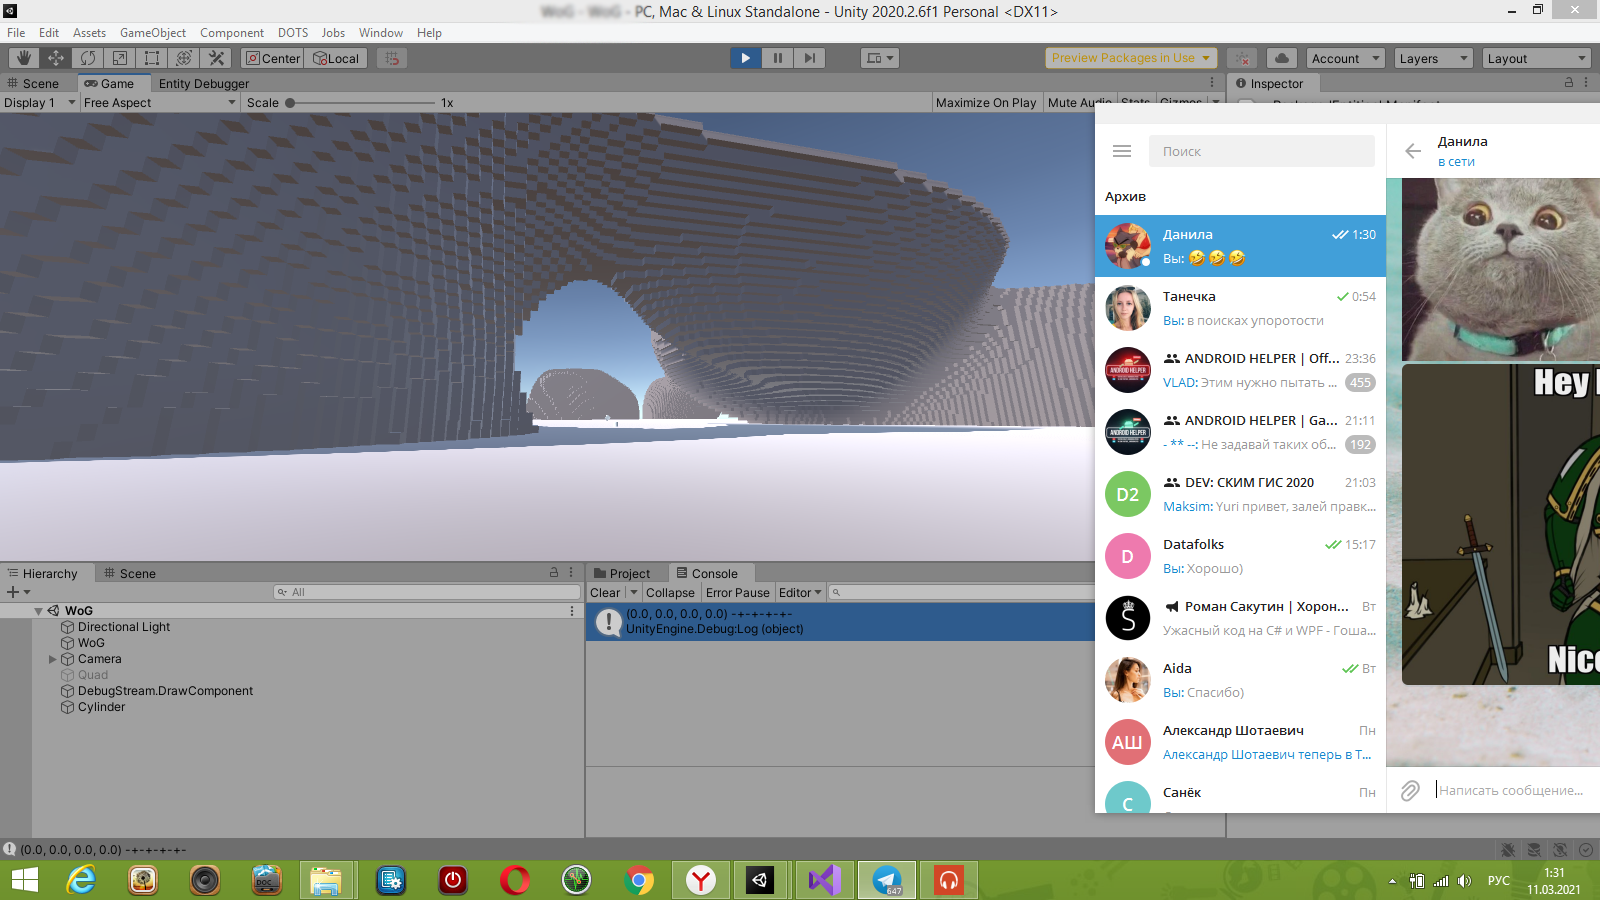 PC, Mac & Linux Standalone - Unity 2020.2.6f1 Personal <DX11>
File Edit Assets GameObject Component DOTS Jobs Window Help
Center Local
Preview Packages in Use Account Layers Layout
Scene Game Entity Debugger
Inspector
Display 1 Free Aspect Scale 1x Maximize On Play Mute Audio Stats Gizmos
Поиск
Данила
в сети
Архив
Данила 1:30
Вы: 🤣🤣🤣
Танечка 0:54
Вы: в поисках упоротости
ANDROID HELPER | Off... 23:36
VLAD: Этим нужно пытать ... 455
ANDROID HELPER | Ga... 21:11
- ** --: Не задавай таких об... 192
D2
DEV: СКИМ ГИС 2020 21:03
Maksim: Yuri привет, залей правк...
D
Datafolks 15:17
Вы: Хорошо)
Роман Сакутин | Хорон... Вт
Ужасный код на C# и WPF - Гоша...
Aida Вт
Вы: Спасибо)
АШ
Александр Шотаевич Пн
Александр Шотаевич теперь в Т...
С
Санёк Пн
Hey
Nice
Написать сообщение...
Hierarchy Scene
All
WoG
Directional Light
WoG
Camera
Quad
DebugStream.DrawComponent
Cylinder
Project Console
Clear Collapse Error Pause Editor
(0.0, 0.0, 0.0, 0.0) -+-+-+-+-
UnityEngine.Debug:Log (object)
(0.0, 0.0, 0.0, 0.0) -+-+-+-+-
DOC
647
РУС
1:31
11.03.2021